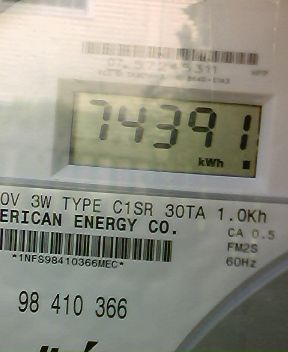 74391
kWh
0V 3W TYPE C1SR 30TA 1.0Kh
ERICAN ENERGY CO.
CA 0.5
FM2S
60Hz
*1NFS98410366MEC*
98 410 366